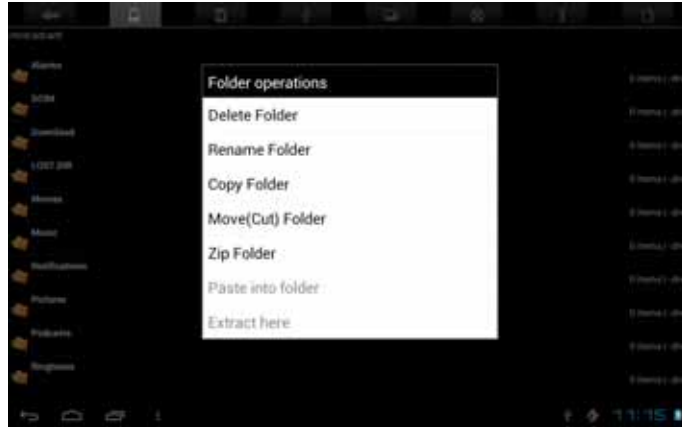 Alarms
DCIM
Download
LOST.DIR
Movies
Music
Notifications
Pictures
Podcasts
Ringtones
Folder operations
Delete Folder
Rename Folder
Copy Folder
Move(Cut) Folder
Zip Folder
Paste into folder
Extract here
11:15